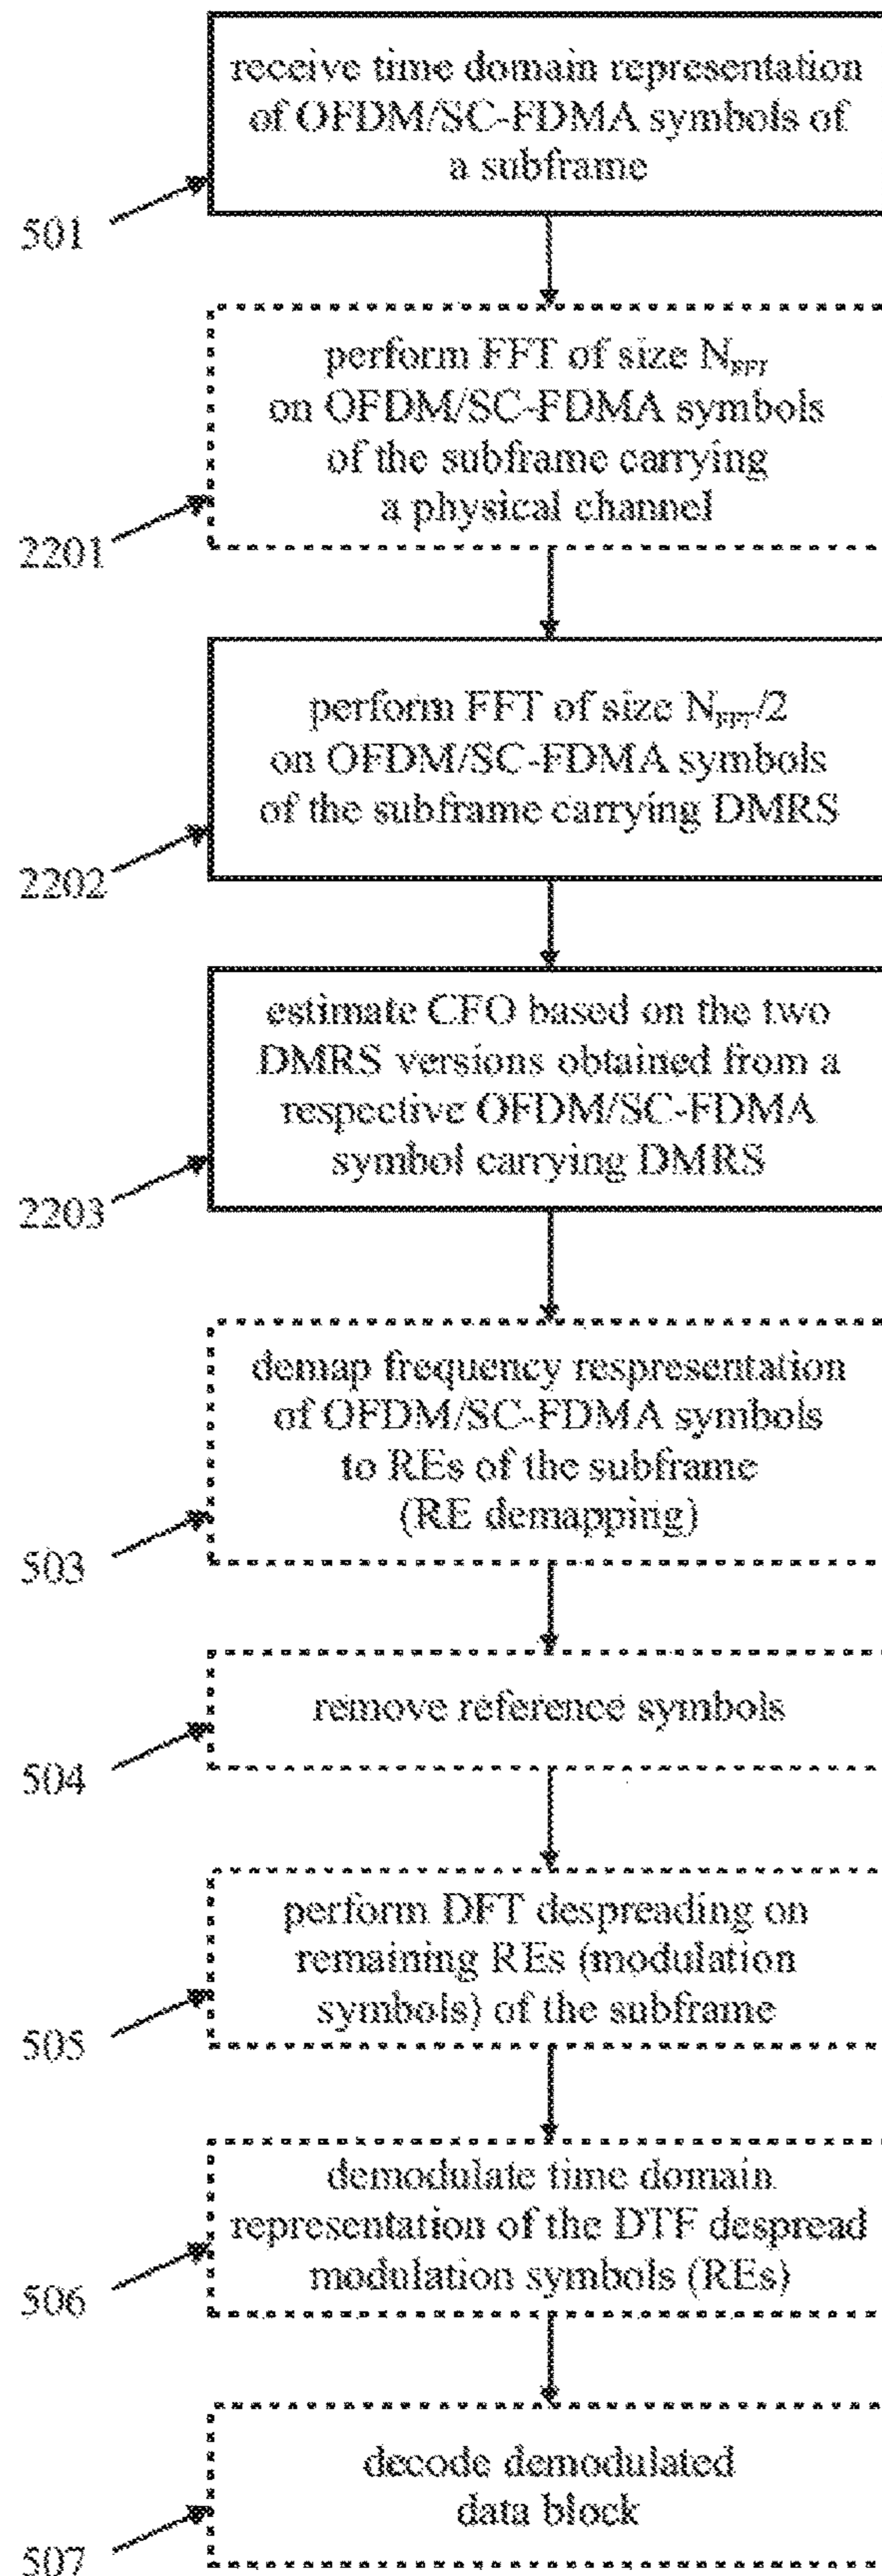 receive time domain representation
of OFDM/SC-FDMA symbols of
a subframe
501
perform FFT of size N_FFT
on OFDM/SC-FDMA symbols
of the subframe carrying
a physical channel
2201
perform FFT of size N_FFT/2
on OFDM/SC-FDMA symbols
of the subframe carrying DMRS
2202
estimate CFO based on the two
DMRS versions obtained from a
respective OFDM/SC-FDMA
symbol carrying DMRS
2203
demap frequency respresentation
of OFDM/SC-FDMA symbols
to REs of the subframe
(RE demapping)
503
remove reference symbols
504
perform DFT despreading on
remaining REs (modulation
symbols) of the subframe
505
demodulate time domain
representation of the DTF despread
modulation symbols (REs)
506
decode demodulated
data block
507